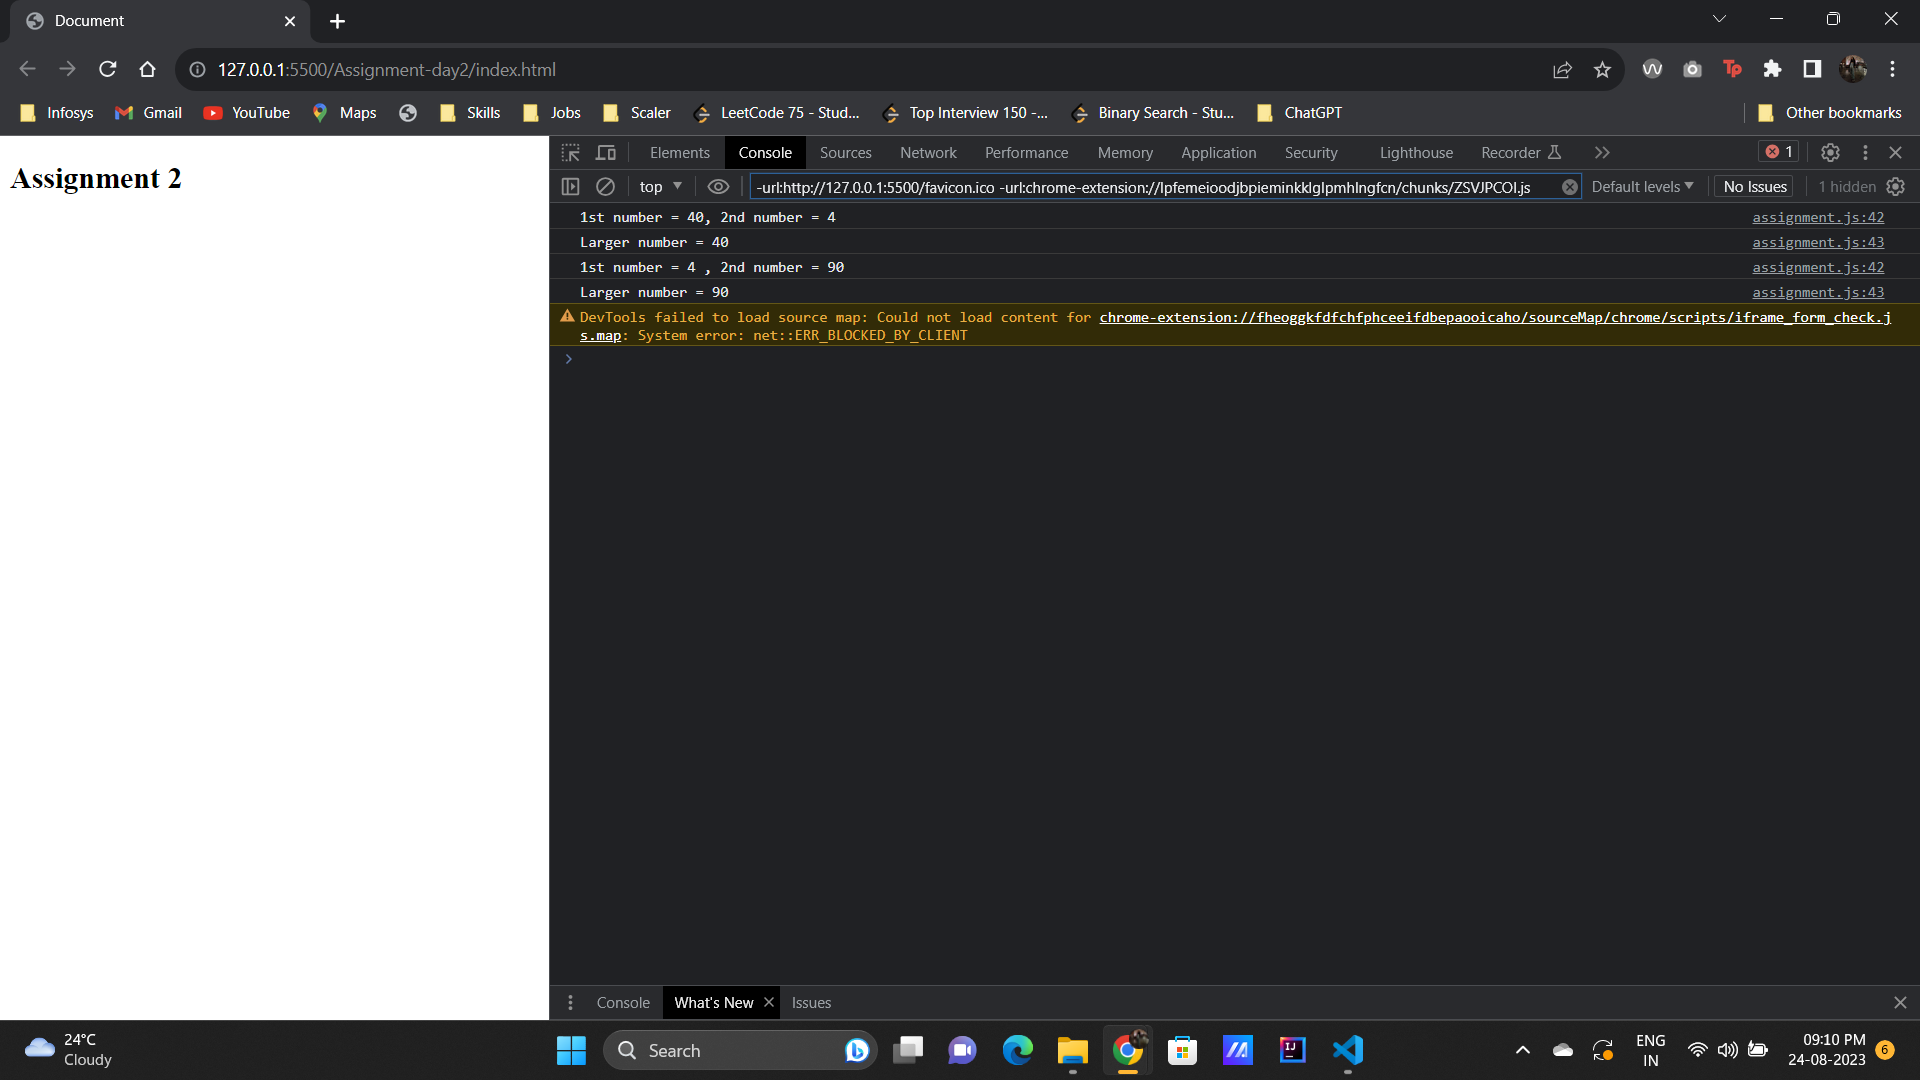 Document
127.0.0.1:5500/Assignment-day2/index.html
Infosys Gmail YouTube Maps Skills Jobs Scaler LeetCode 75 - Stud... Top Interview 150 -... Binary Search - Stu... ChatGPT Other bookmarks
Assignment 2
Elements Console Sources Network Performance Memory Application Security Lighthouse Recorder 1
top -url:http://127.0.0.1:5500/favicon.ico -url:chrome-extension://lpfemeioodjbpieminkklglpmhlngfcn/chunks/ZSVJPCOI.js Default levels No Issues 1 hidden
1st number = 40, 2nd number = 4 assignment.js:42
Larger number = 40 assignment.js:43
1st number = 4 , 2nd number = 90 assignment.js:42
Larger number = 90 assignment.js:43
DevTools failed to load source map: Could not load content for chrome-extension://fheoggkfdfchfphceeifdbepaooicaho/sourceMap/chrome/scripts/iframe_form_check.j
s.map: System error: net::ERR_BLOCKED_BY_CLIENT
Console What's New Issues
24°C
Cloudy
Search
ENG
IN
09:10 PM
24-08-2023
6